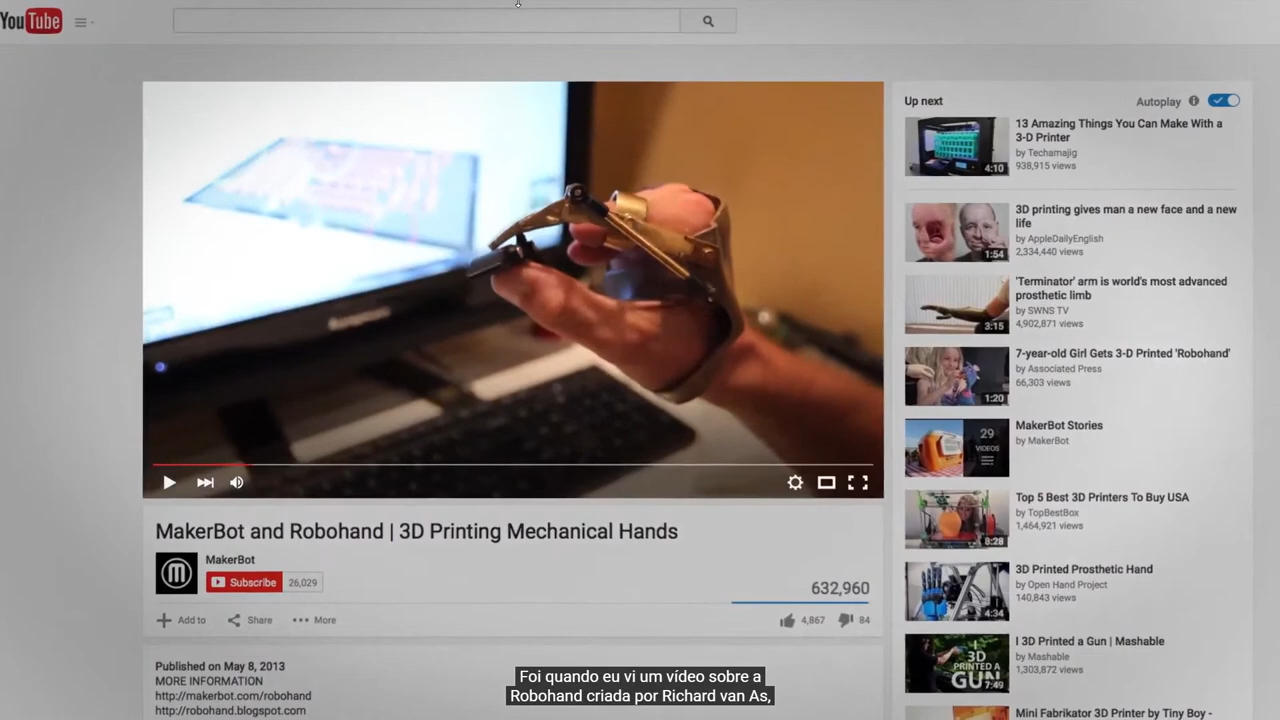 YouTube
Up next
Autoplay
13 Amazing Things You Can Make With a
3-D Printer
by Techamajig
938,915 views
4:10
3D printing gives man a new face and a new
life
by AppleDailyEnglish
2,334,440 views
1:54
'Terminator' arm is world's most advanced
prosthetic limb
by SWNS TV
4,902,871 views
3:15
7-year-old Girl Gets 3-D Printed 'Robohand'
by Associated Press
66,303 views
1:20
MakerBot Stories
by MakerBot
29
VIDEOS
Top 5 Best 3D Printers To Buy USA
by TopBestBox
1,464,921 views
8:28
3D Printed Prosthetic Hand
by Open Hand Project
140,843 views
4:34
I 3D Printed a Gun | Mashable
by Mashable
1,303,872 views
I
3D
PRINTED A
GUN
7:49
Mini Fabrikator 3D Printer by Tiny Boy -
MakerBot and Robohand | 3D Printing Mechanical Hands
MakerBot
Subscribe 26,029
632,960
Add to Share More
4,867 84
Published on May 8, 2013
MORE INFORMATION
http://makerbot.com/robohand
http://robohand.blogspot.com
Foi quando eu vi um vídeo sobre a
Robohand criada por Richard van As,